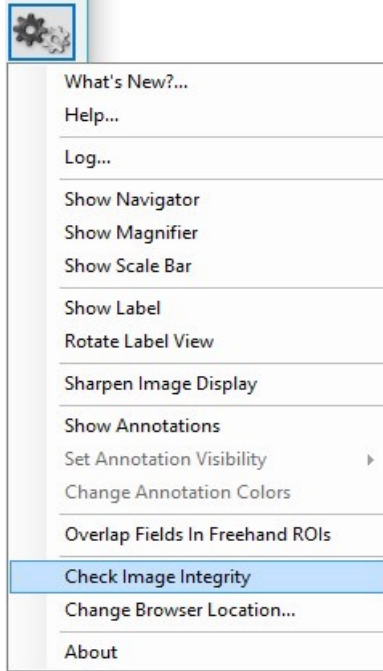 What's New?...
Help...
Log...
Show Navigator
Show Magnifier
Show Scale Bar
Show Label
Rotate Label View
Sharpen Image Display
Show Annotations
Set Annotation Visibility
Change Annotation Colors
Overlap Fields In Freehand ROIs
Check Image Integrity
Change Browser Location...
About